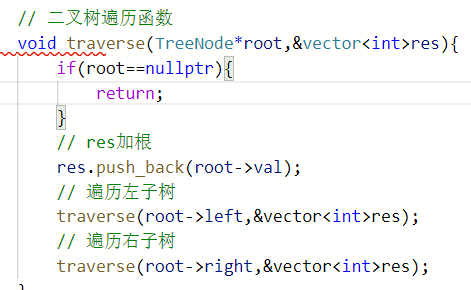 // 二叉树遍历函数
void traverse(TreeNode*root,&vector<int>res){
if(root==nullptr){
return;
}
// res加根
res.push_back(root->val);
// 遍历左子树
traverse(root->left,&vector<int>res);
// 遍历右子树
traverse(root->right,&vector<int>res);
}